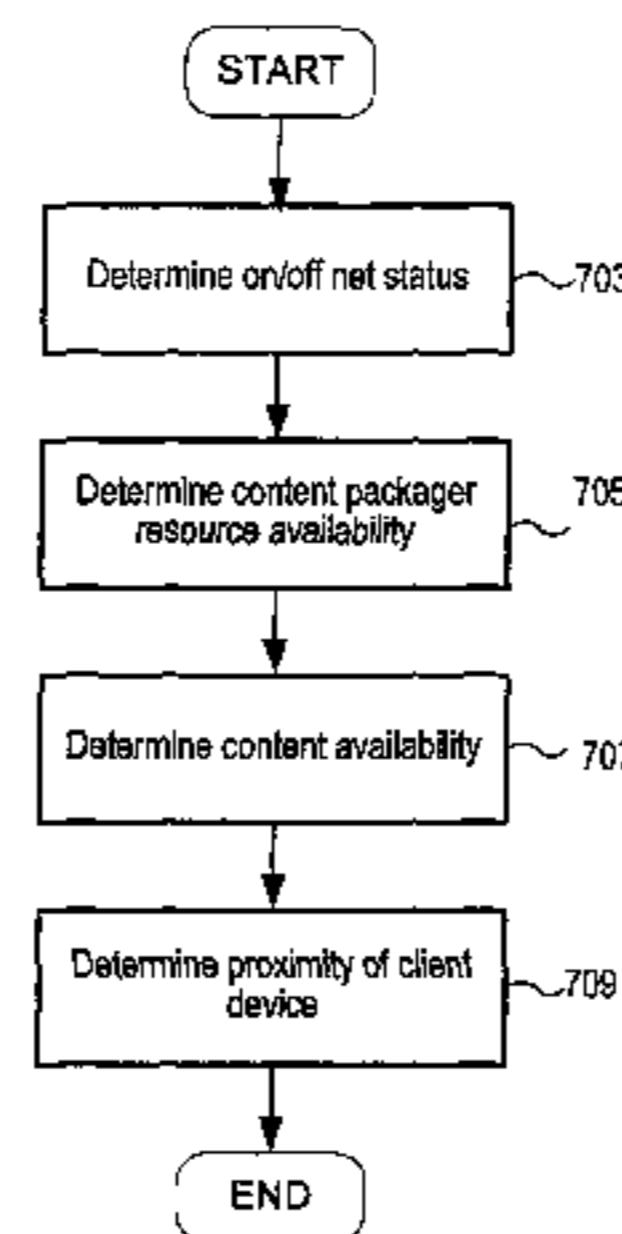 START
Determine on/off net status
703
Determine content packager
resource availability
705
Determine content availability
707
Determine proximity of client
device
709
END